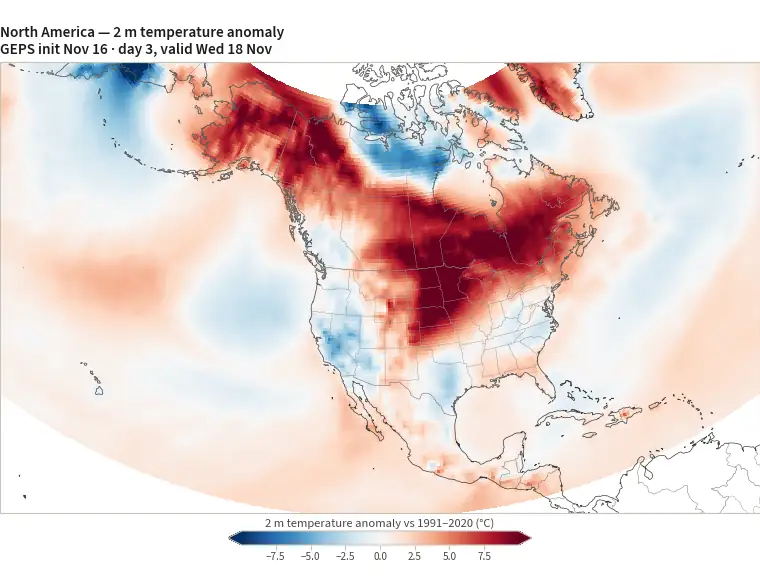 North America — 2 m temperature anomaly
GEPS init Nov 16 · day 3, valid Wed 18 Nov
2 m temperature anomaly vs 1991–2020 (°C)
−7.5 −5.0 −2.5 0.0 2.5 5.0 7.5